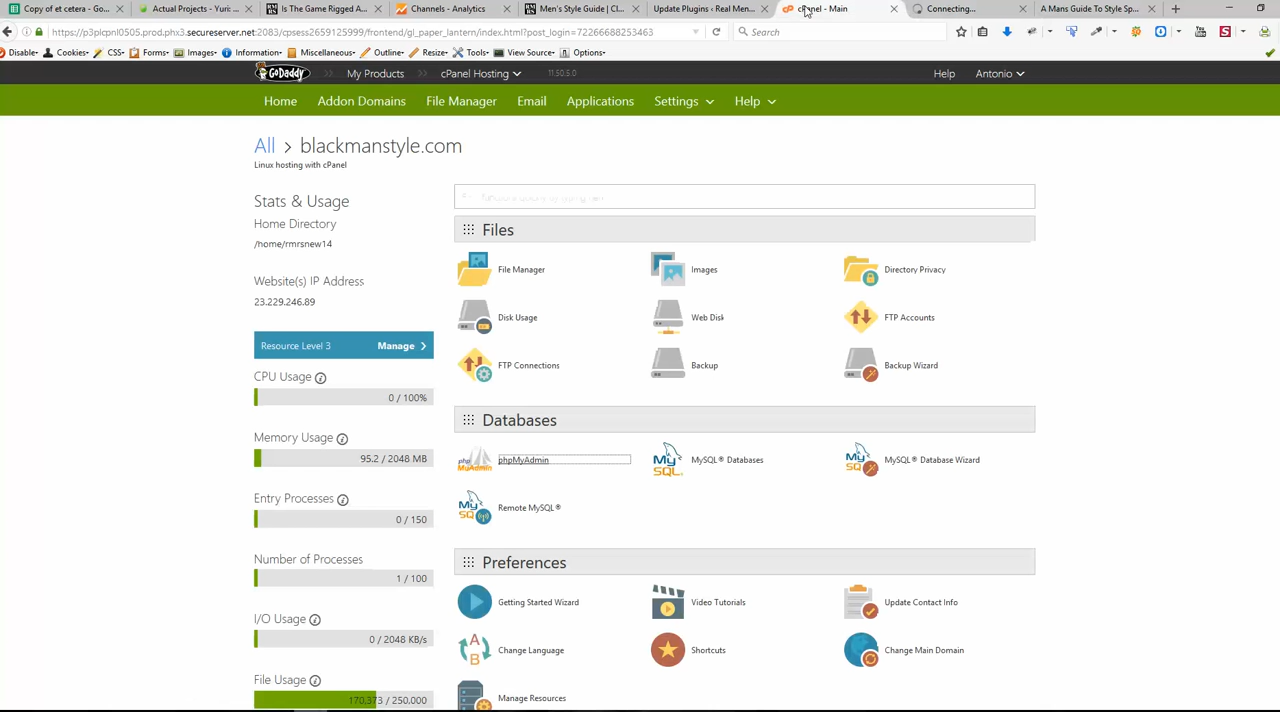 Copy of et cetera - Go...
Actual Projects - Yuri: ...
Is The Game Rigged A...
Channels - Analytics
Men's Style Guide | Cl...
Update Plugins ‹ Real Men...
cPanel - Main
Connecting...
A Mans Guide To Style Sp...
https://p3plcpnl0505.prod.phx3.secureserver.net:2083/cpsess2659125999/frontend/gl_paper_lantern/index.html?post_login=72266688253463
Search
Disable
Cookies
CSS
Forms
Images
Information
Miscellaneous
Outline
Resize
Tools
View Source
Options
GoDaddy
My Products
cPanel Hosting
11.50.5.0
Help
Antonio
Home
Addon Domains
File Manager
Email
Applications
Settings
Help
All > blackmanstyle.com
Linux hosting with cPanel
Stats & Usage
Home Directory
/home/rmrsnew14
Website(s) IP Address
23.229.246.89
Resource Level 3
Manage
CPU Usage
0 / 100%
Memory Usage
95.2 / 2048 MB
Entry Processes
0 / 150
Number of Processes
1 / 100
I/O Usage
0 / 2048 KB/s
File Usage
170,373 / 250,000
Files
File Manager
Images
Directory Privacy
Disk Usage
Web Disk
FTP Accounts
FTP Connections
Backup
Backup Wizard
Databases
phpMyAdmin
MySQL® Databases
MySQL® Database Wizard
Remote MySQL®
Preferences
Getting Started Wizard
Video Tutorials
Update Contact Info
Change Language
Shortcuts
Change Main Domain
Manage Resources